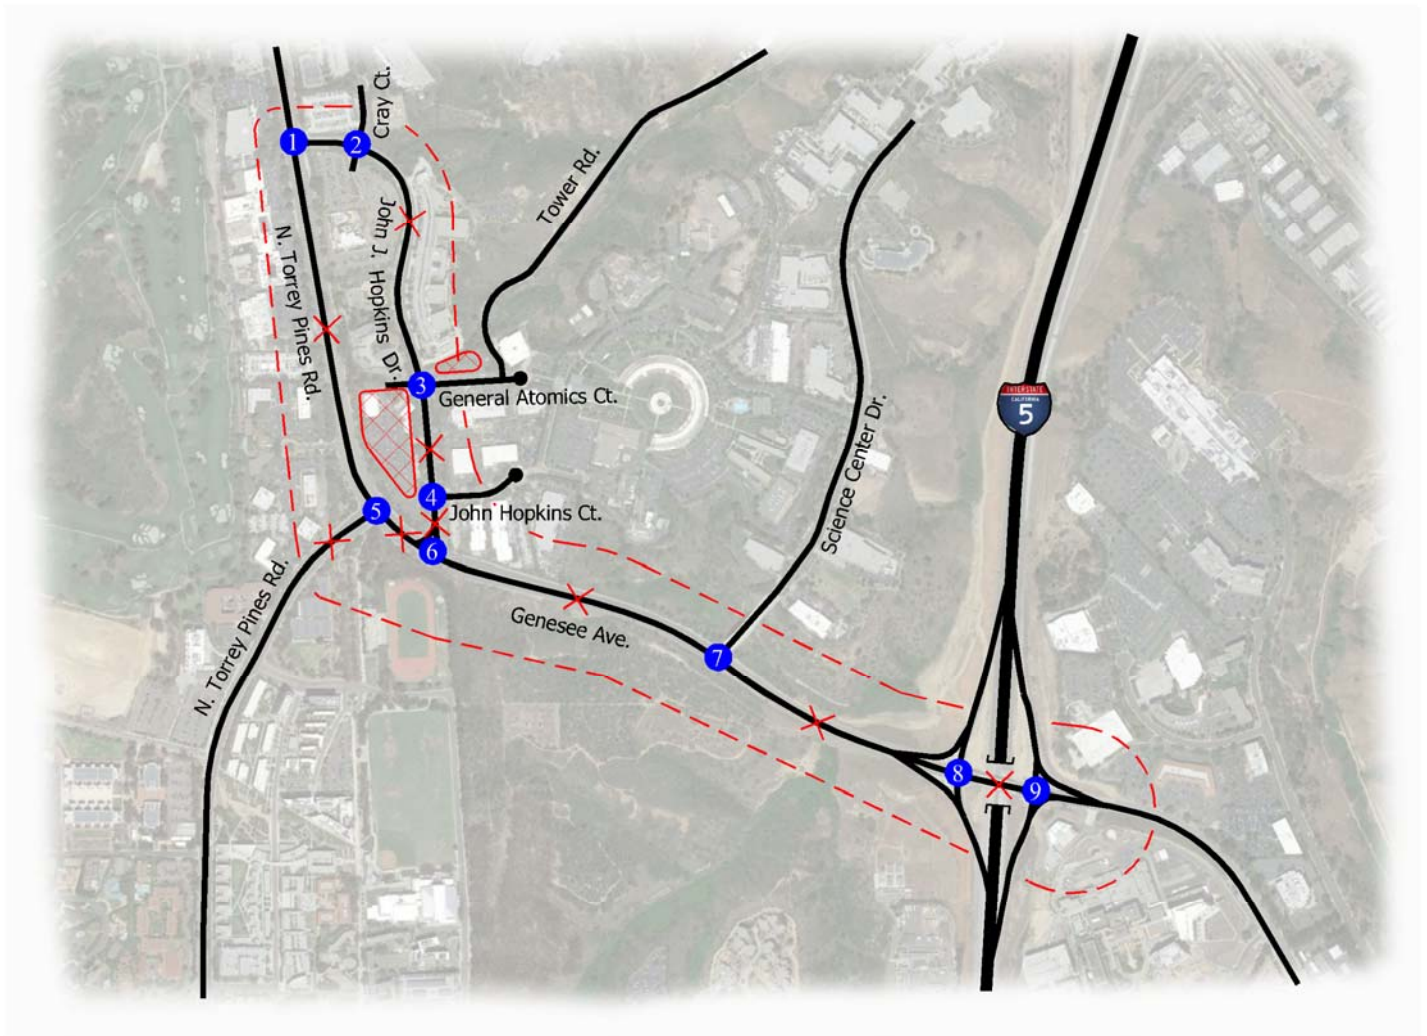 Cray Ct.
1
2
Tower Rd.
John J. Hopkins Dr.
N. Torrey Pines Rd.
3
General Atomics Ct.
INTERSTATE
CALIFORNIA
5
Science Center Dr.
4
John Hopkins Ct.
5
6
N. Torrey Pines Rd.
Genesee Ave.
7
8
9